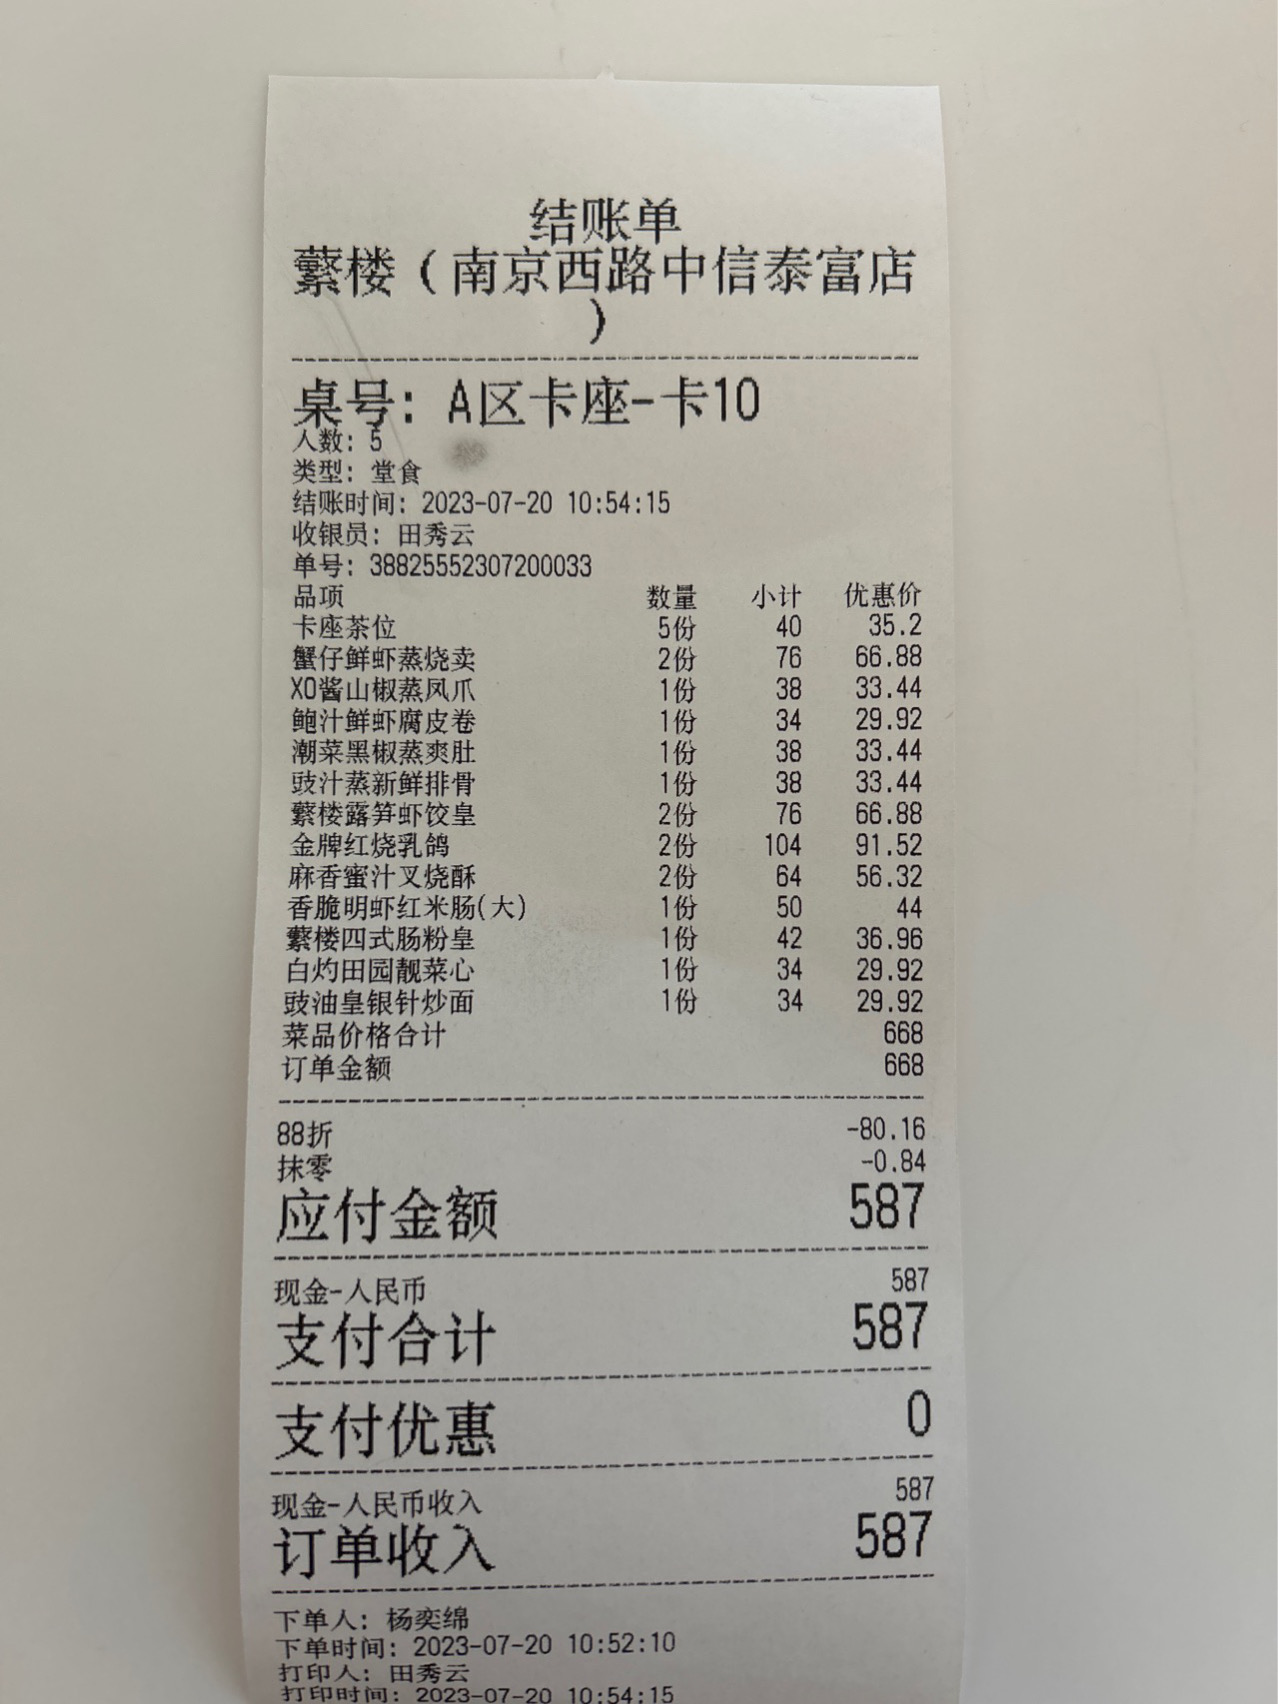 结账单
蘩楼（南京西路中信泰富店
）
桌号：A区卡座-卡10
人数：5
类型：堂食
结账时间：2023-07-20 10:54:15
收银员：田秀云
单号：388255552307200033
品项 数量 小计 优惠价
卡座茶位 5份 40 35.2
蟹仔鲜虾蒸烧卖 2份 76 66.88
XO酱山椒蒸凤爪 1份 38 33.44
鲍汁鲜虾腐皮卷 1份 34 29.92
潮菜黑椒蒸爽肚 1份 38 33.44
豉汁蒸新鲜排骨 1份 38 33.44
蘩楼露笋虾饺皇 2份 76 66.88
金牌红烧乳鸽 2份 104 91.52
麻香蜜汁叉烧酥 2份 64 56.32
香脆明虾红米肠(大) 1份 50 44
蘩楼四式肠粉皇 1份 42 36.96
白灼田园靓菜心 1份 34 29.92
豉油皇银针炒面 1份 34 29.92
菜品价格合计 668
订单金额 668
88折 -80.16
抹零 -0.84
应付金额 587
现金-人民币 587
支付合计 587
支付优惠 0
现金-人民币收入 587
订单收入 587
下单人：杨奕绵
下单时间：2023-07-20 10:52:10
打印人：田秀云
打印时间：2023-07-20 10:54:15